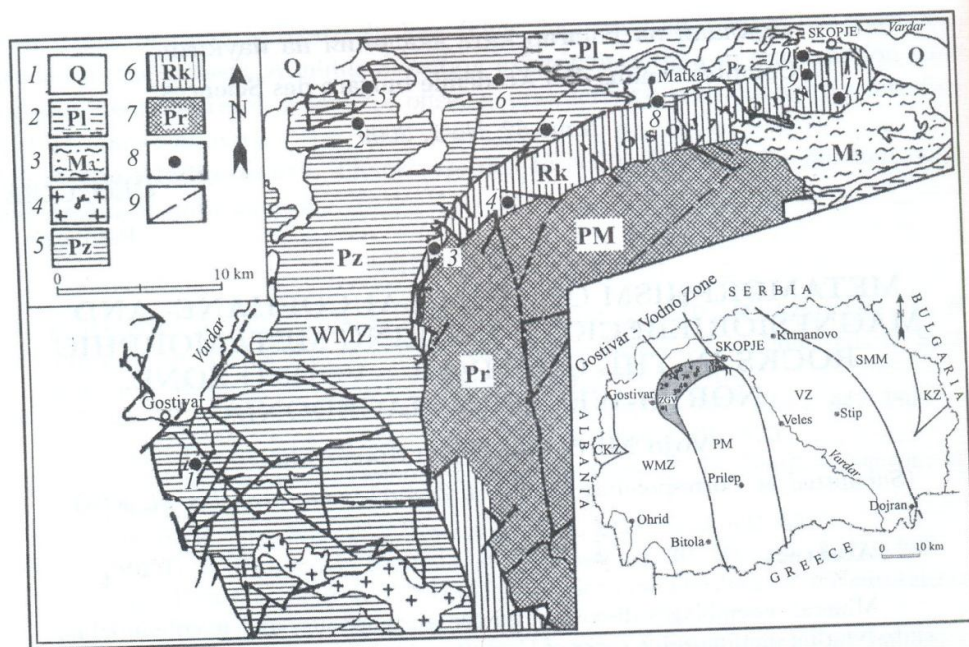 1 Q
2 Pl
3 M₃
4 γ
5 Pz
6 Rk
7 Pr
8
9
N
0 10 km
Q
Pl
Pz
SKOPJE
Vardar
Q
Matka
10
9
11
5
6
2
7
8
VODNO
M₃
Rk
4
PM
Pz
3
WMZ
Pr
Vardar
Gostivar
1
Gostivar-Vodno Zone
SERBIA
BULGARIA
Kumanovo
SKOPJE
SMM
Gostivar
ZGV
VZ
KZ
Veles
Stip
ALBANIA
CKZ
WMZ
PM
Vardar
Prilep
Dojran
Ohrid
Bitola
GREECE
0 10 km